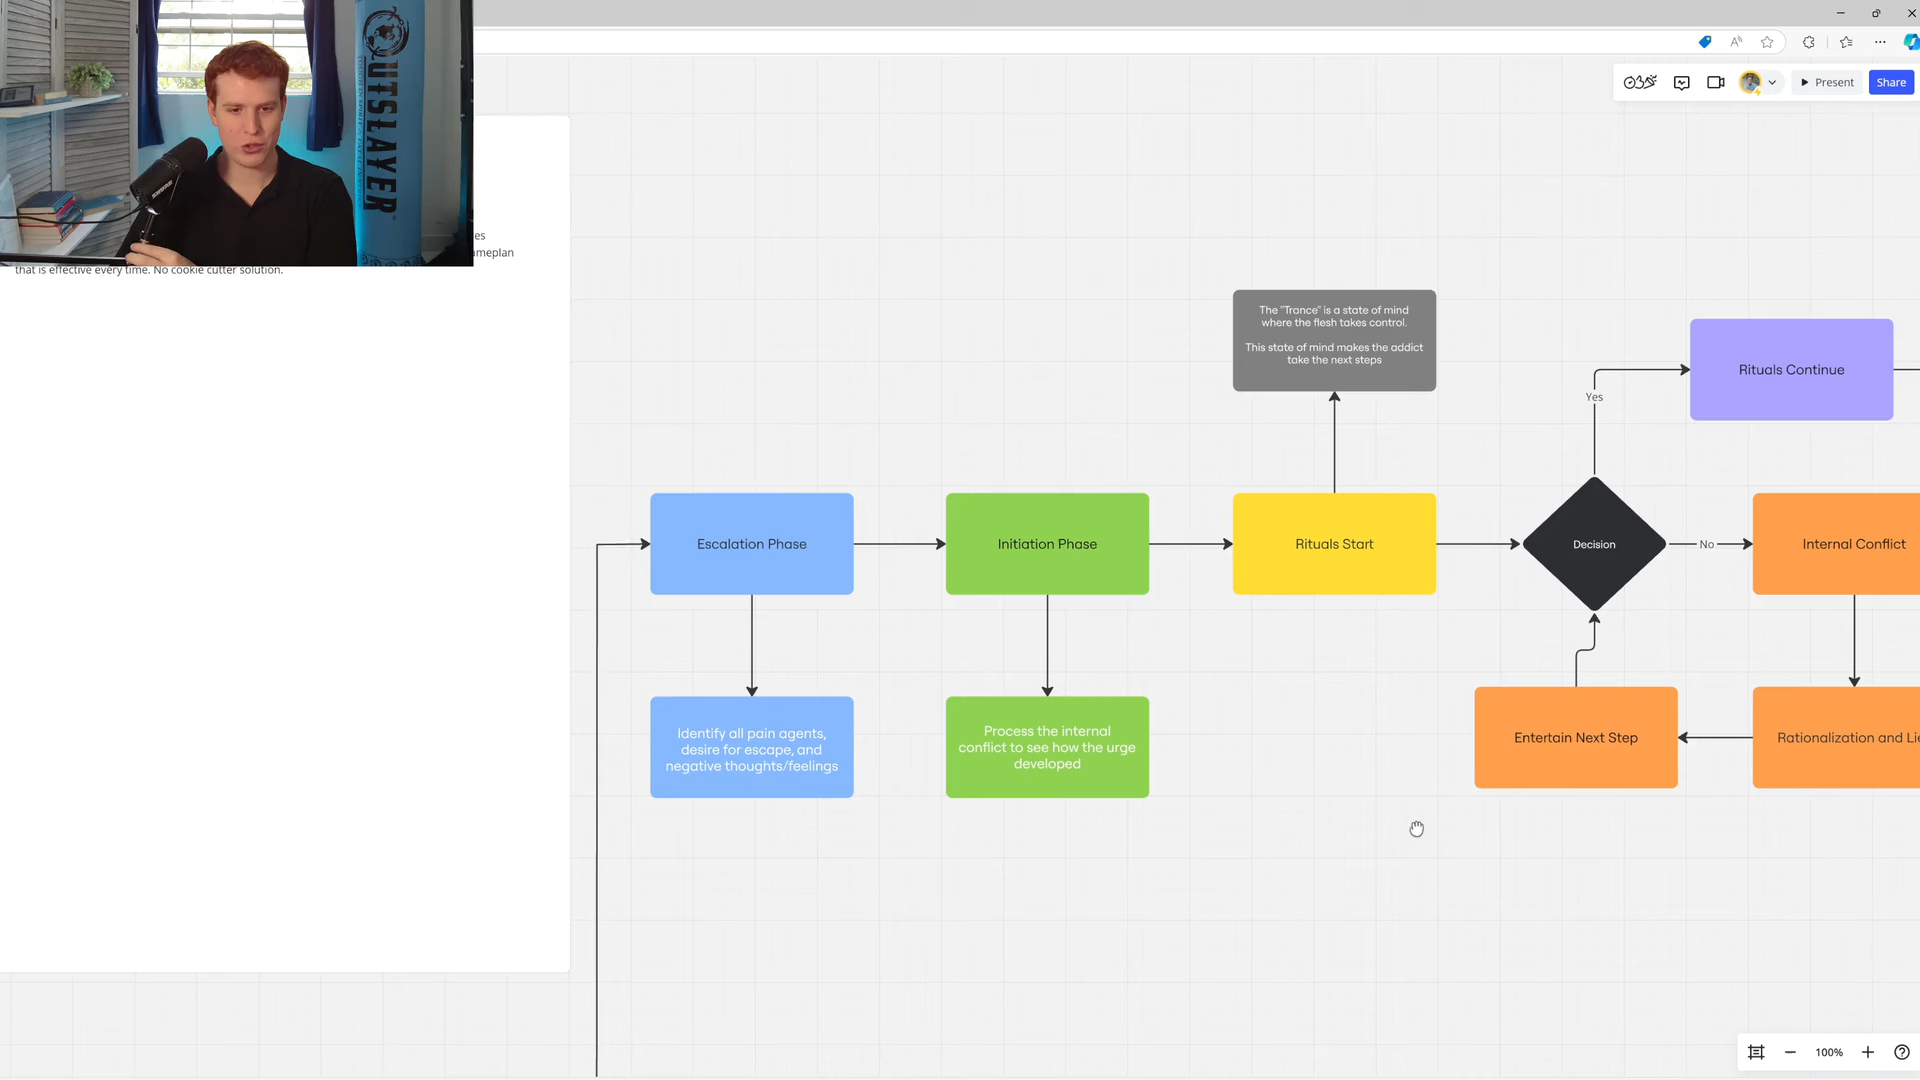 OUTSLAYER
SHURE
es
ameplan
that is effective every time. No cookie cutter solution.
Present
Share
The "Trance" is a state of mind
where the flesh takes control.
This state of mind makes the addict
take the next steps
Rituals Continue
Yes
Escalation Phase
Initiation Phase
Rituals Start
Decision
No
Internal Conflict
Identify all pain agents,
desire for escape, and
negative thoughts/feelings
Process the internal
conflict to see how the urge
developed
Entertain Next Step
Rationalization and Lie
100%